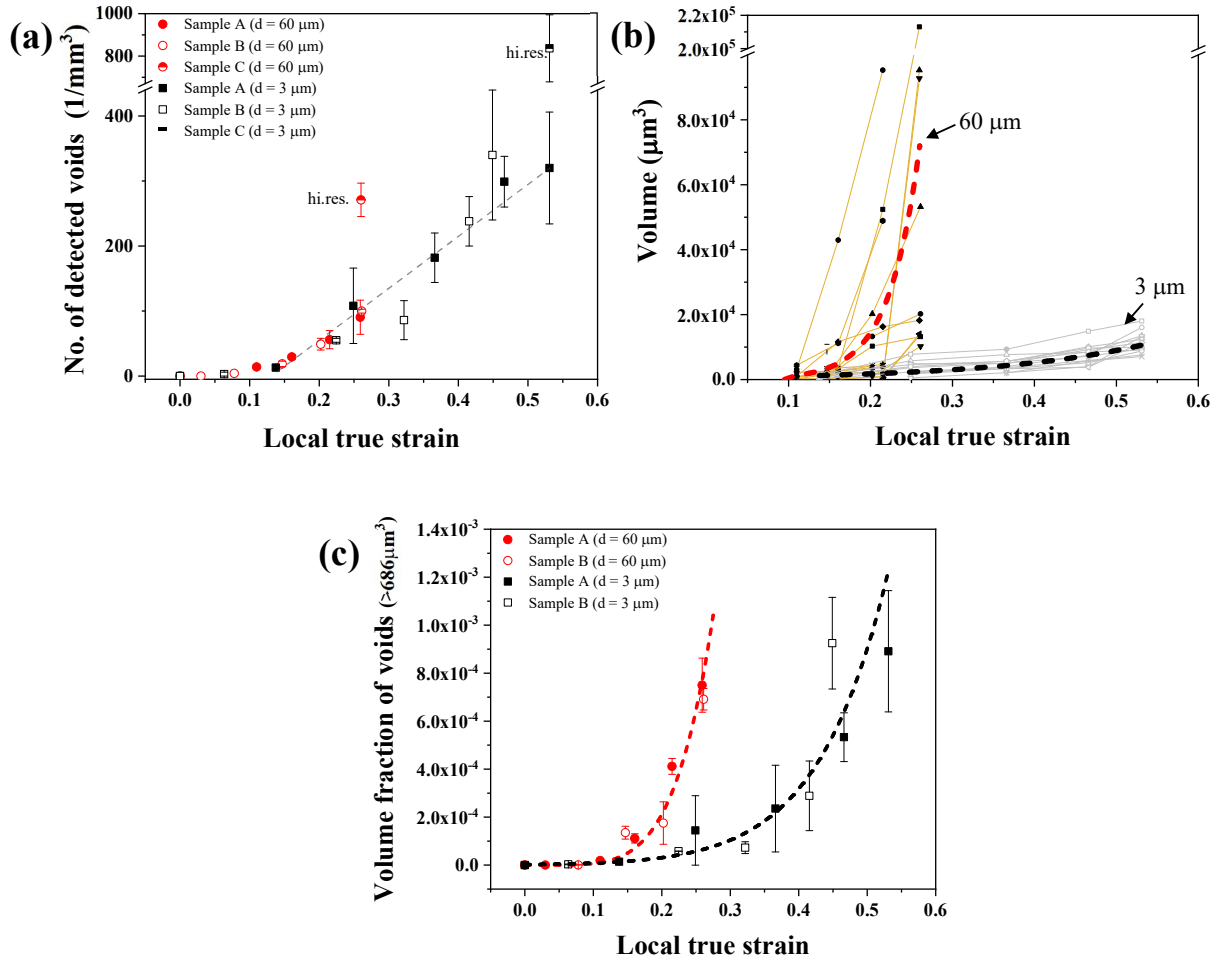 (a)
1000
800
400
200
0
No. of detected voids (1/mm³)
Sample A (d = 60 μm)
Sample B (d = 60 μm)
Sample C (d = 60 μm)
Sample A (d = 3 μm)
Sample B (d = 3 μm)
Sample C (d = 3 μm)
hi.res.
hi.res.
0.0 0.1 0.2 0.3 0.4 0.5 0.6
Local true strain
(b)
2.2x10⁵
2.0x10⁵
8.0x10⁴
6.0x10⁴
4.0x10⁴
2.0x10⁴
0.0
Volume (μm³)
60 μm
3 μm
0.1 0.2 0.3 0.4 0.5 0.6
Local true strain
(c)
1.4x10⁻³
1.2x10⁻³
1.0x10⁻³
8.0x10⁻⁴
6.0x10⁻⁴
4.0x10⁻⁴
2.0x10⁻⁴
0.0
Volume fraction of voids (>686μm³)
Sample A (d = 60 μm)
Sample B (d = 60 μm)
Sample A (d = 3 μm)
Sample B (d = 3 μm)
0.0 0.1 0.2 0.3 0.4 0.5 0.6
Local true strain